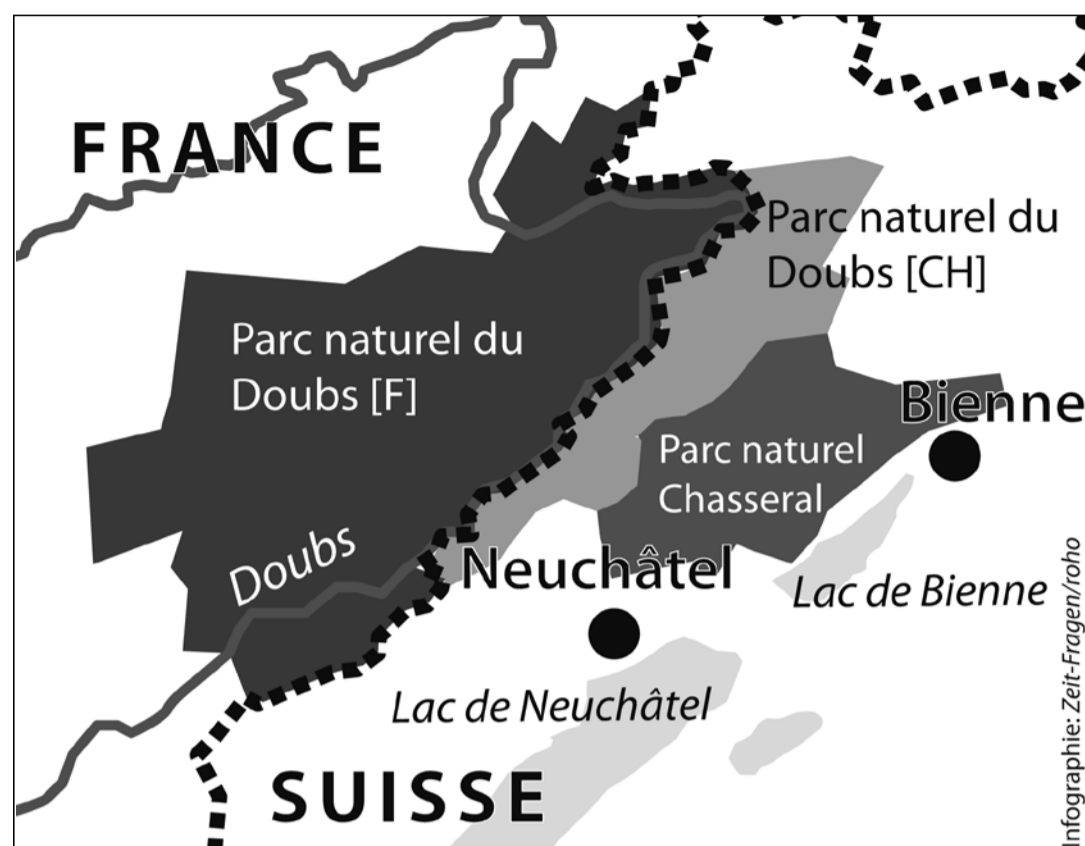 FRANCE
Parc naturel du
Doubs [CH]
Parc naturel du
Doubs [F]
Bienne
Parc naturel
Chasseral
Doubs
Neuchâtel
Lac de Bienne
Lac de Neuchâtel
SUISSE
Infographie: Zeit-Fragen/roho